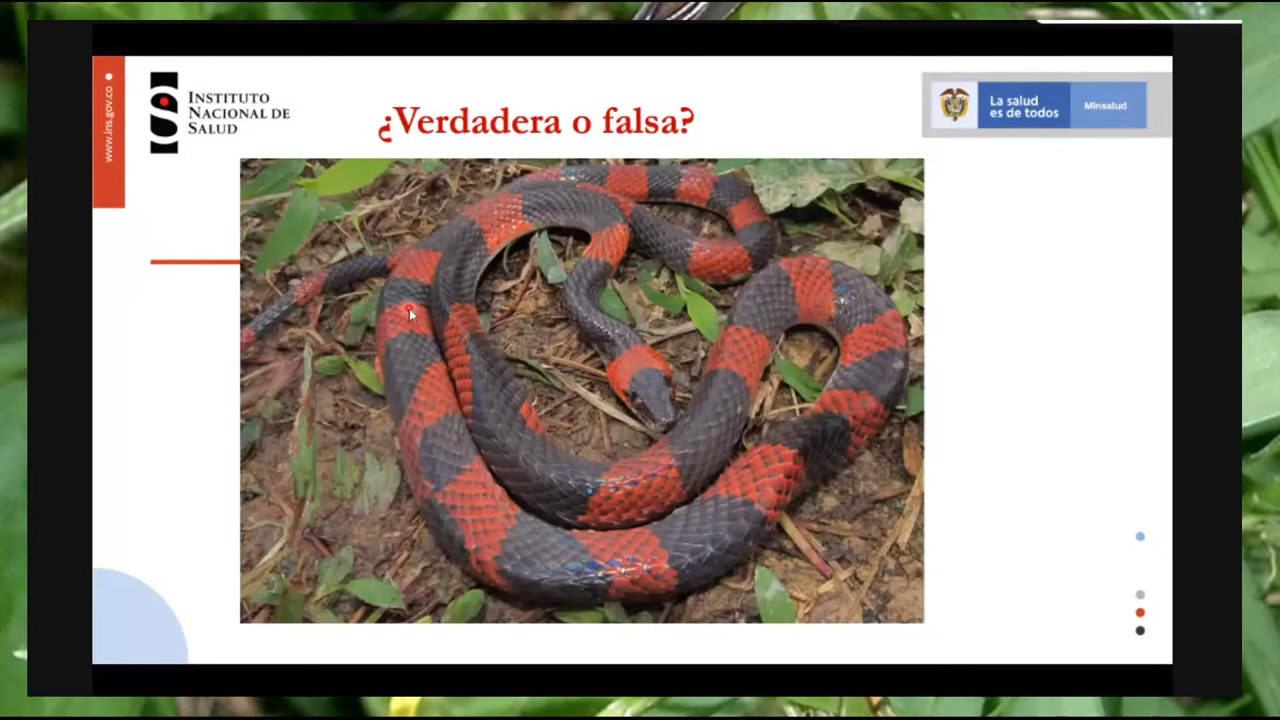 www.ins.gov.co
INSTITUTO
NACIONAL DE
SALUD
¿Verdadera o falsa?
La salud
es de todos
Minsalud